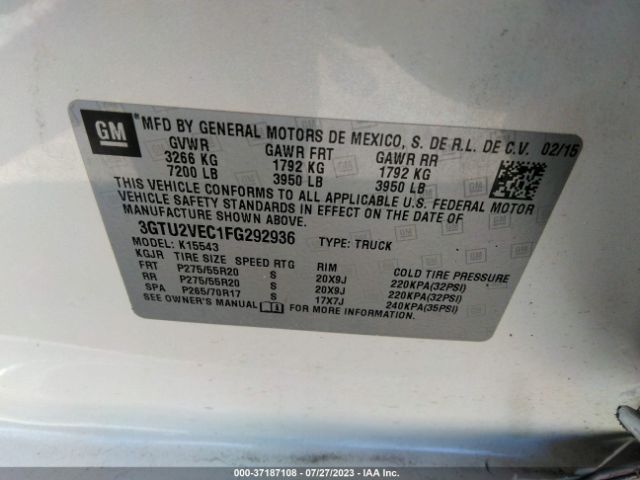 GM
*MFD BY GENERAL MOTORS DE MEXICO, S. DE R.L. DE C.V. 02/15
GVWR GAWR FRT GAWR RR
3266 KG 1792 KG 1792 KG
7200 LB 3950 LB 3950 LB
THIS VEHICLE CONFORMS TO ALL APPLICABLE U.S. FEDERAL MOTOR
VEHICLE SAFETY STANDARDS IN EFFECT ON THE DATE OF
MANUFACTURE SHOWN ABOVE.
3GTU2VEC1FG292936 TYPE: TRUCK
MODEL: K15543
KGJR TIRE SIZE SPEED RTG RIM COLD TIRE PRESSURE
FRT P275/55R20 S 20X9J 220KPA(32PSI)
RR P275/55R20 S 20X9J 220KPA(32PSI)
SPA P265/70R17 S 17X7J 240KPA(35PSI)
SEE OWNER'S MANUAL FOR MORE INFORMATION.
000-37187108 - 07/27/2023 - IAA Inc.